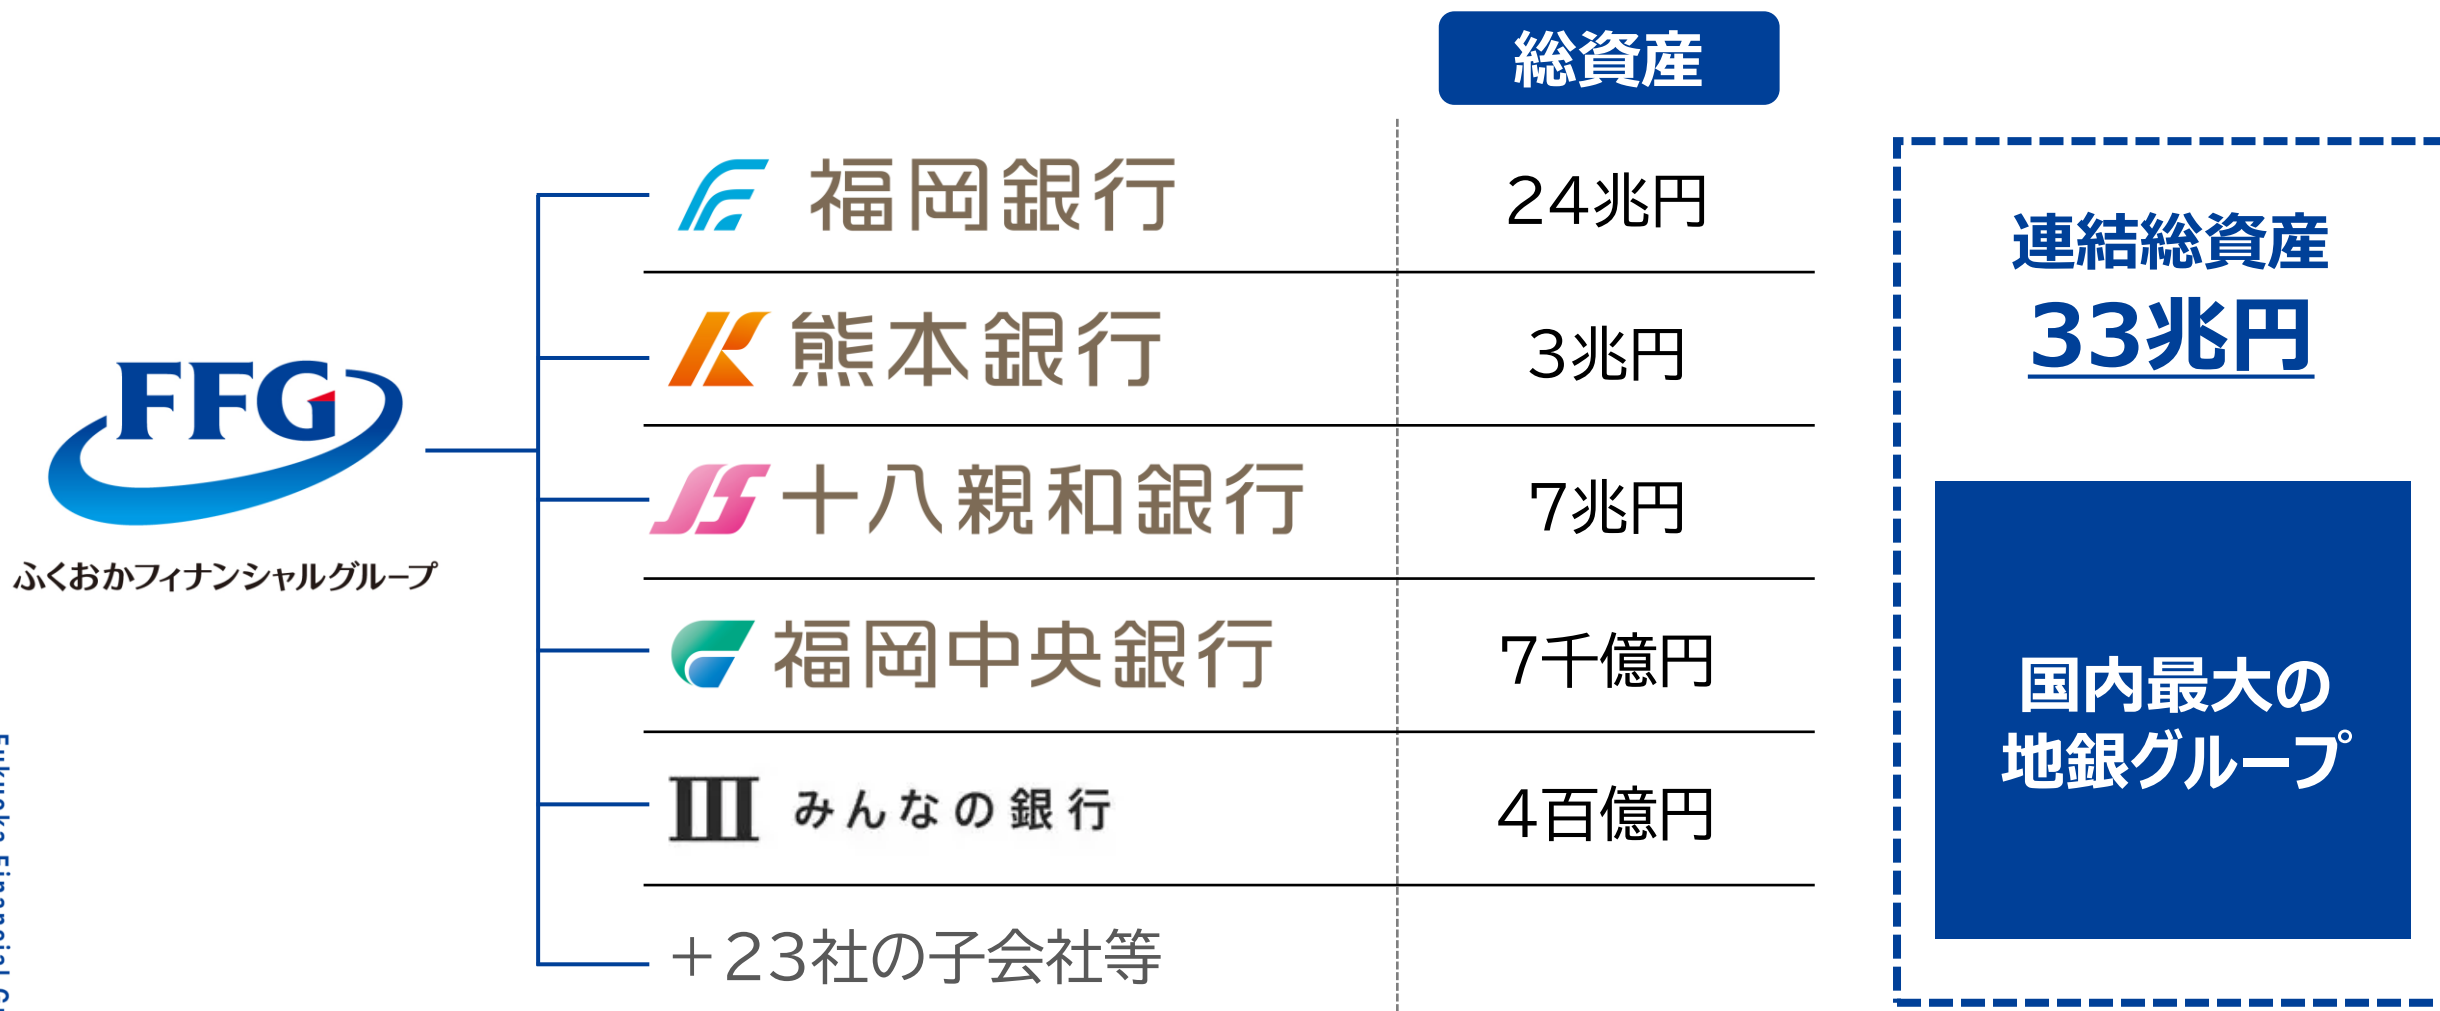 総資産
FFG
ふくおかフィナンシャルグループ
福岡銀行
24兆円
熊本銀行
3兆円
十八親和銀行
7兆円
福岡中央銀行
7千億円
みんなの銀行
4百億円
+23社の子会社等
連結総資産
33兆円
国内最大の
地銀グループ